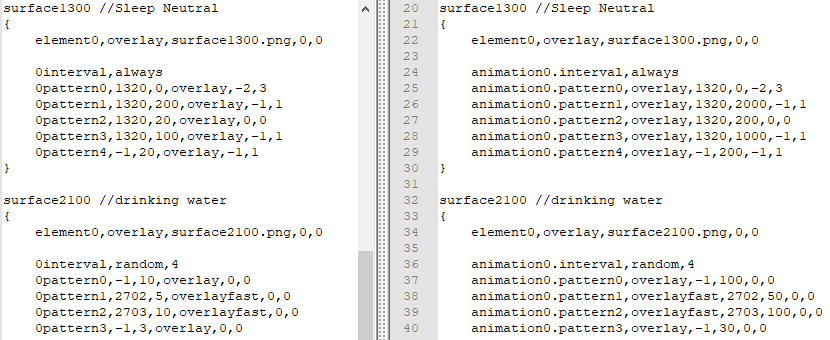 surface1300 //Sleep Neutral
{
element0,overlay,surface1300.png,0,0
0interval,always
0pattern0,1320,0,overlay,-2,3
0pattern1,1320,200,overlay,-1,1
0pattern2,1320,20,overlay,0,0
0pattern3,1320,100,overlay,-1,1
0pattern4,-1,20,overlay,-1,1
}
surface2100 //drinking water
{
element0,overlay,surface2100.png,0,0
0interval,random,4
0pattern0,-1,10,overlay,0,0
0pattern1,2702,5,overlayfast,0,0
0pattern2,2703,10,overlayfast,0,0
0pattern3,-1,3,overlay,0,0
20 surface1300 //Sleep Neutral
21 {
22 element0,overlay,surface1300.png,0,0
23
24 animation0.interval,always
25 animation0.pattern0,overlay,1320,0,-2,3
26 animation0.pattern1,overlay,1320,2000,-1,1
27 animation0.pattern2,overlay,1320,200,0,0
28 animation0.pattern3,overlay,1320,1000,-1,1
29 animation0.pattern4,overlay,-1,200,-1,1
30 }
31
32 surface2100 //drinking water
33 {
34 element0,overlay,surface2100.png,0,0
35
36 animation0.interval,random,4
37 animation0.pattern0,overlay,-1,100,0,0
38 animation0.pattern1,overlayfast,2702,50,0,0
39 animation0.pattern2,overlayfast,2703,100,0,0
40 animation0.pattern3,overlay,-1,30,0,0